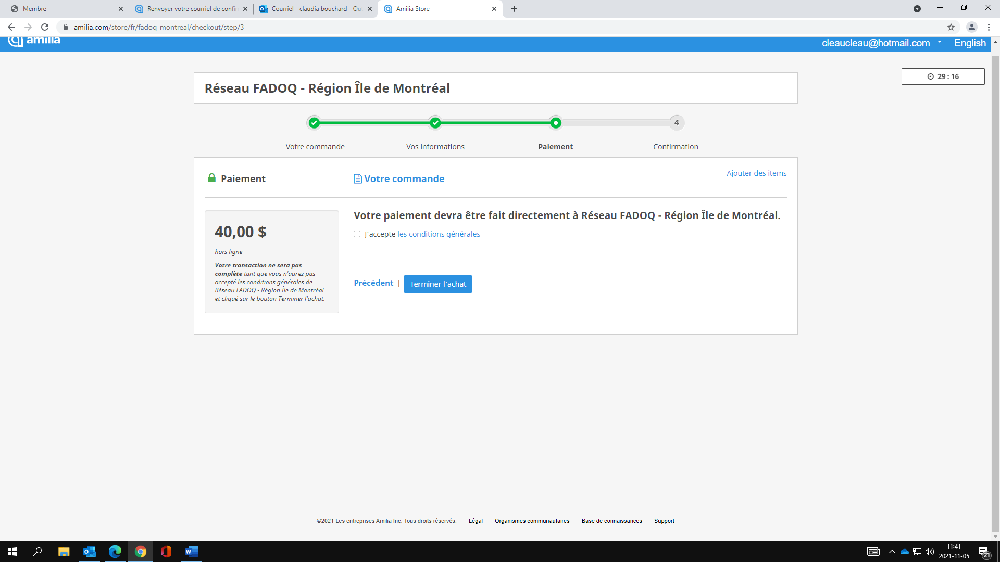 Membre
Renvoyer votre courriel de confir
Courriel - claudia bouchard - Out
Amilia Store
amilia.com/store/fr/fadoq-montreal/checkout/step/3
amilia
cleaucleau@hotmail.com
English
29 : 16
Réseau FADOQ - Région Île de Montréal
4
Votre commande
Vos informations
Paiement
Confirmation
Paiement
Votre commande
Ajouter des items
40,00 $
hors ligne
Votre transaction ne sera pas
complète tant que vous n'aurez pas
accepté les conditions générales de
Réseau FADOQ - Région Île de Montréal
et cliqué sur le bouton Terminer l'achat.
Votre paiement devra être fait directement à Réseau FADOQ - Région Île de Montréal.
J'accepte les conditions générales
Précédent | Terminer l'achat
©2021 Les entreprises Amilia Inc. Tous droits réservés.
Légal
Organismes communautaires
Base de connaissances
Support
11:41
2021-11-05
21